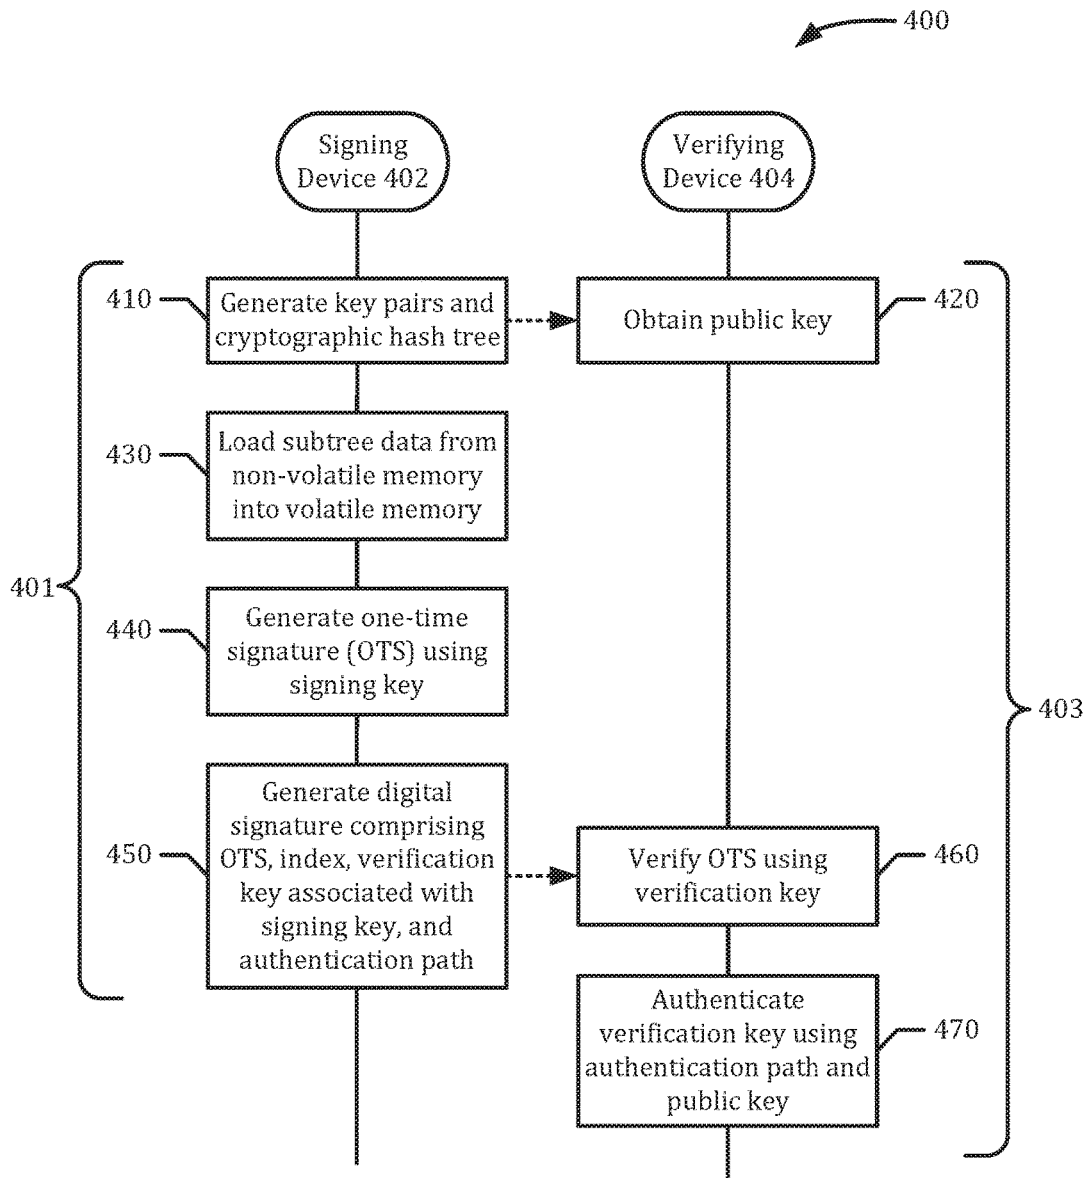 400
Signing
Device 402
Verifying
Device 404
410
Generate key pairs and
cryptographic hash tree
Obtain public key
420
430
Load subtree data from
non-volatile memory
into volatile memory
401
440
Generate one-time
signature (OTS) using
signing key
403
450
Generate digital
signature comprising
OTS, index, verification
key associated with
signing key, and
authentication path
Verify OTS using
verification key
460
Authenticate
verification key using
authentication path and
public key
470